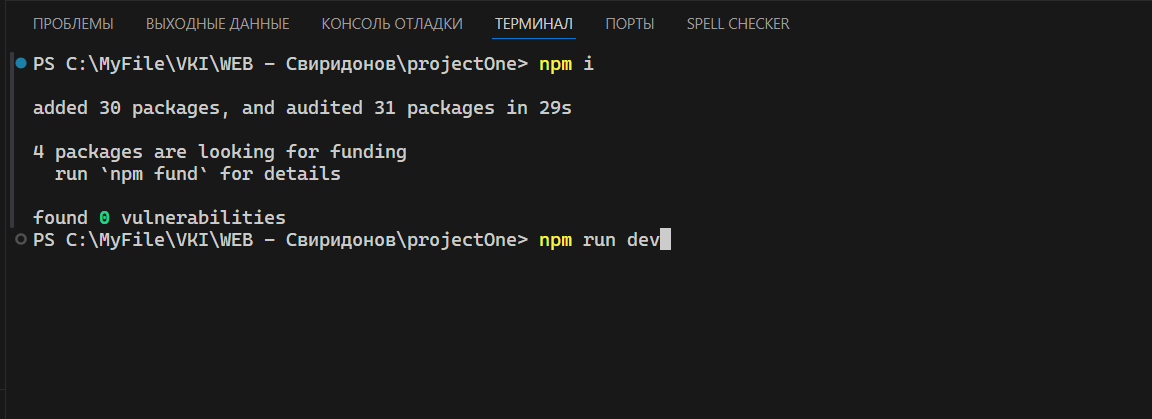 ПРОБЛЕМЫ ВЫХОДНЫЕ ДАННЫЕ КОНСОЛЬ ОТЛАДКИ ТЕРМИНАЛ ПОРТЫ SPELL CHECKER
PS C:\MyFile\VKI\WEB - Свиридонов\projectOne> npm i
added 30 packages, and audited 31 packages in 29s
4 packages are looking for funding
run `npm fund` for details
found 0 vulnerabilities
PS C:\MyFile\VKI\WEB - Свиридонов\projectOne> npm run dev